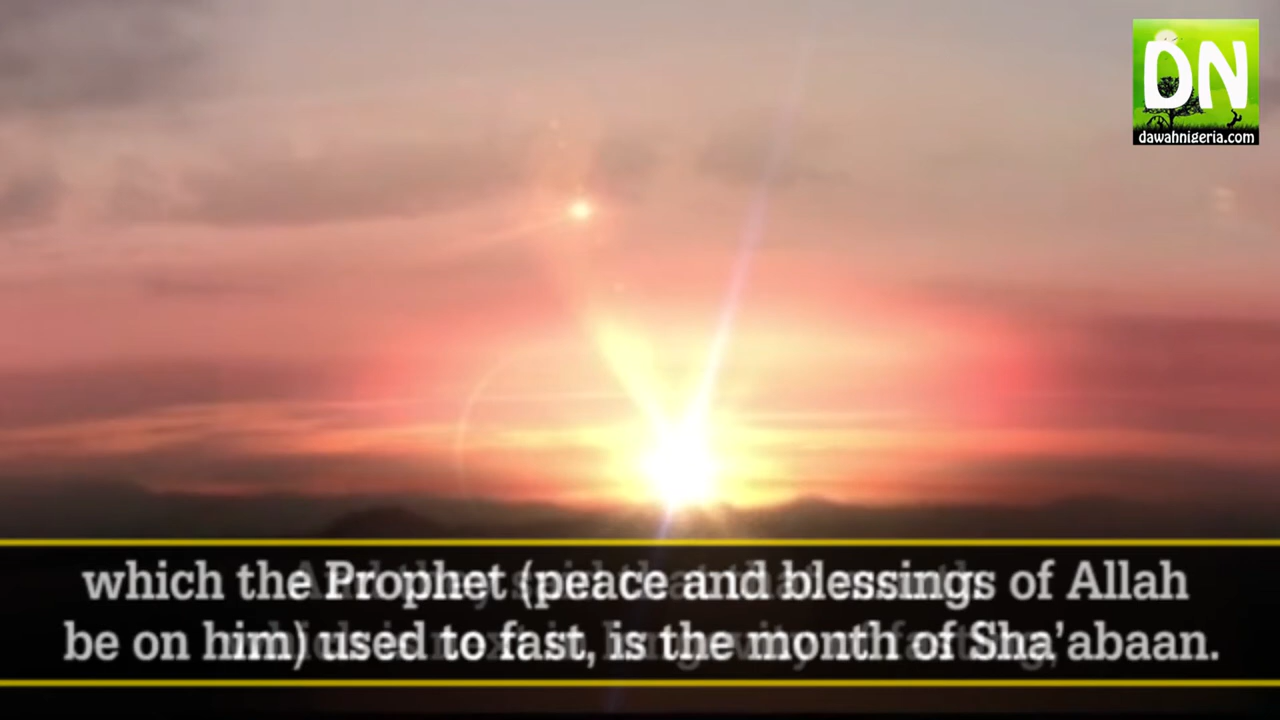 DN
dawahnigeria.com
which the Prophet (peace and blessings of Allah
be on him) used to fast, is the month of Sha’abaan.